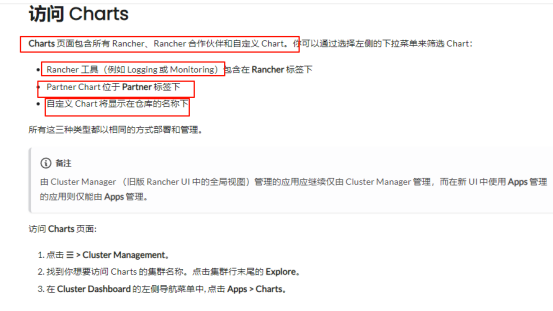 访问 Charts
Charts 页面包含所有 Rancher、Rancher 合作伙伴和自定义 Chart。你可以通过选择左侧的下拉菜单来筛选 Chart：
• Rancher 工具（例如 Logging 或 Monitoring）包含在 Rancher 标签下
• Partner Chart 位于 Partner 标签下
• 自定义 Chart 将显示在仓库的名称下
所有这三种类型都以相同的方式部署和管理。
备注
由 Cluster Manager （旧版 Rancher UI 中的全局视图）管理的应用应继续仅由 Cluster Manager 管理，而在新 UI 中使用 Apps 管理
的应用则仅能由 Apps 管理。
访问 Charts 页面：
1. 点击 ☰ > Cluster Management。
2. 找到你想要访问 Charts 的集群名称。点击集群行末尾的 Explore。
3. 在 Cluster Dashboard 的左侧导航菜单中, 点击 Apps > Charts。